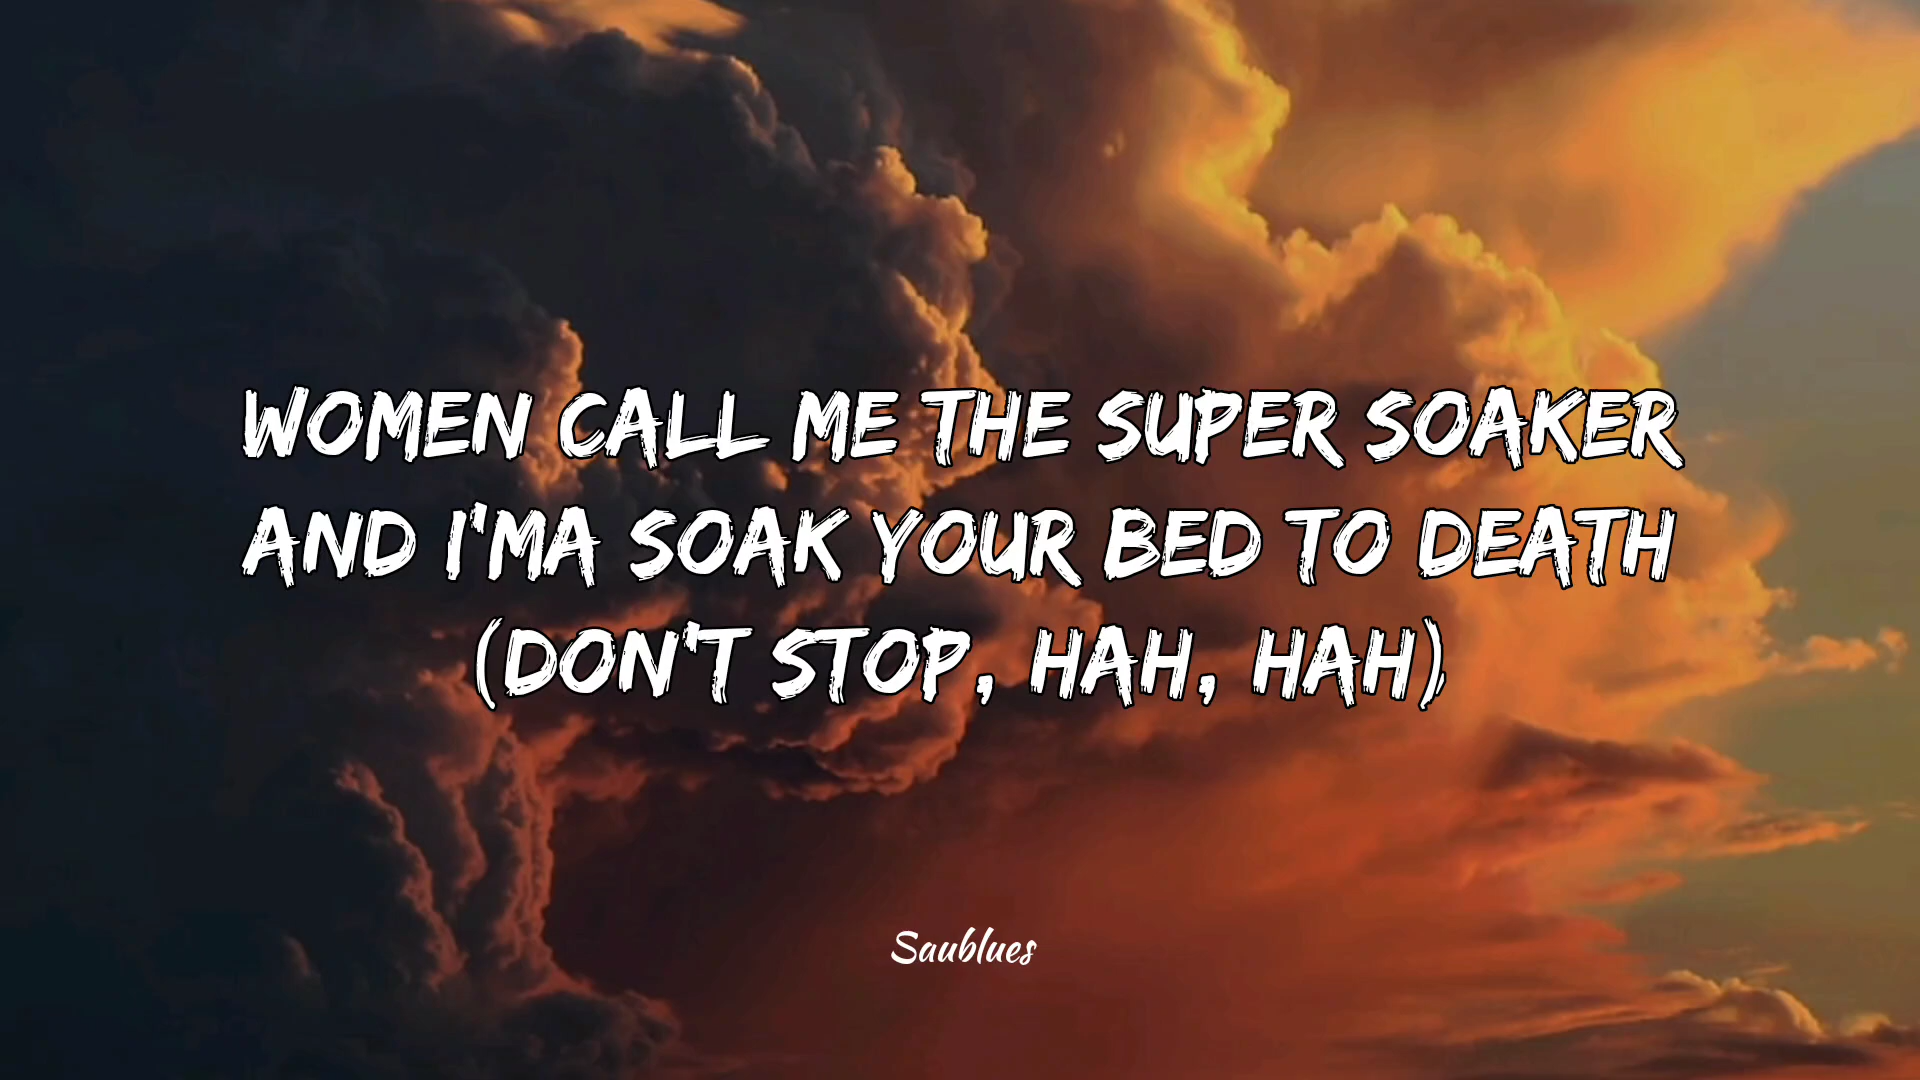 WOMEN CALL ME THE SUPER SOAKER
AND I'MA SOAK YOUR BED TO DEATH
(DON'T STOP, HAH, HAH)
Saublues